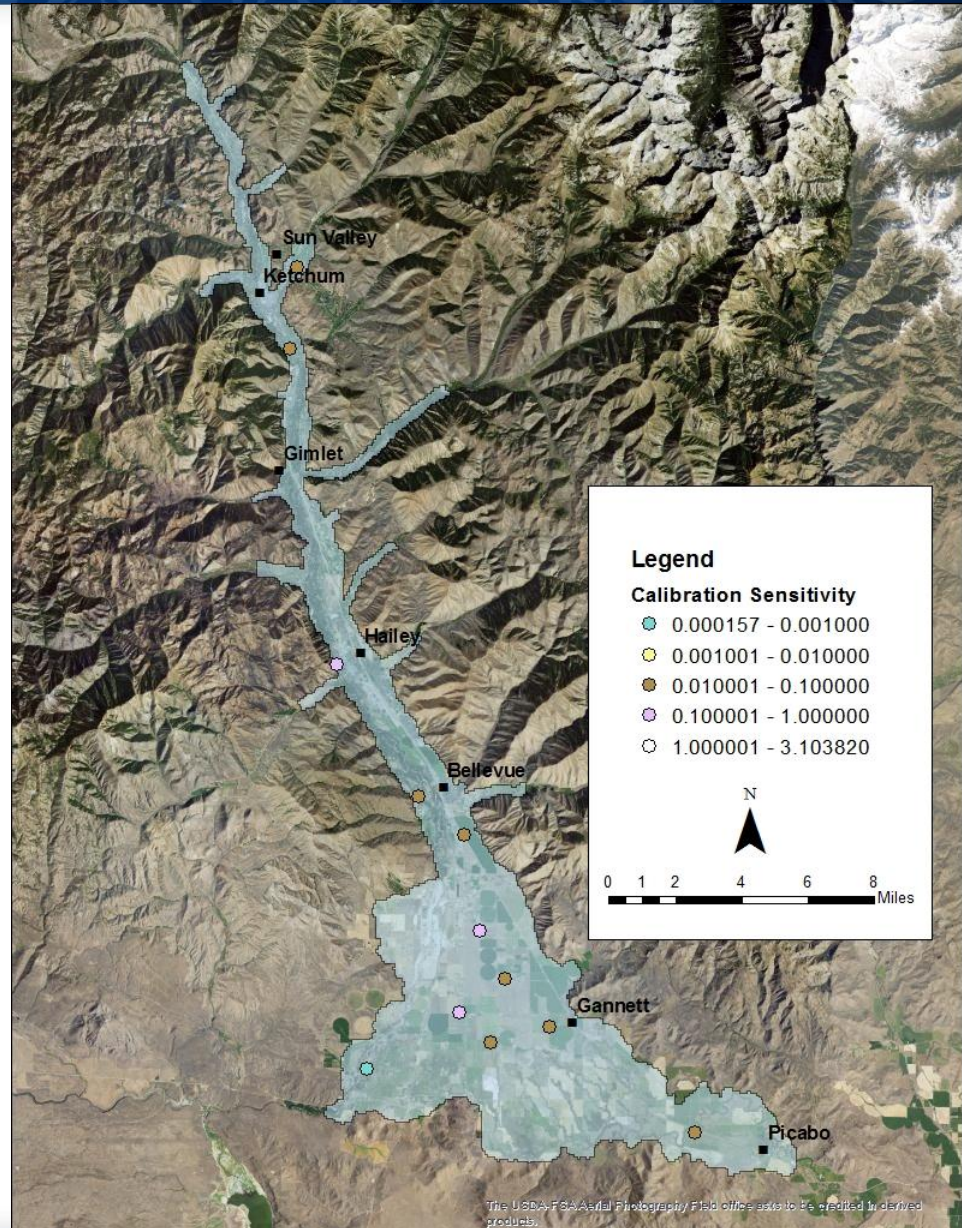 Sun Valley
Ketchum
Gimlet
Hailey
Bellevue
Gannett
Picabo
Legend
Calibration Sensitivity
0.000157 - 0.001000
0.001001 - 0.010000
0.010001 - 0.100000
0.100001 - 1.000000
1.000001 - 3.103820
N
0 1 2 4 6 8
Miles
The USDA-FSA Aerial Photography Field office asks to be credited in derived
products.